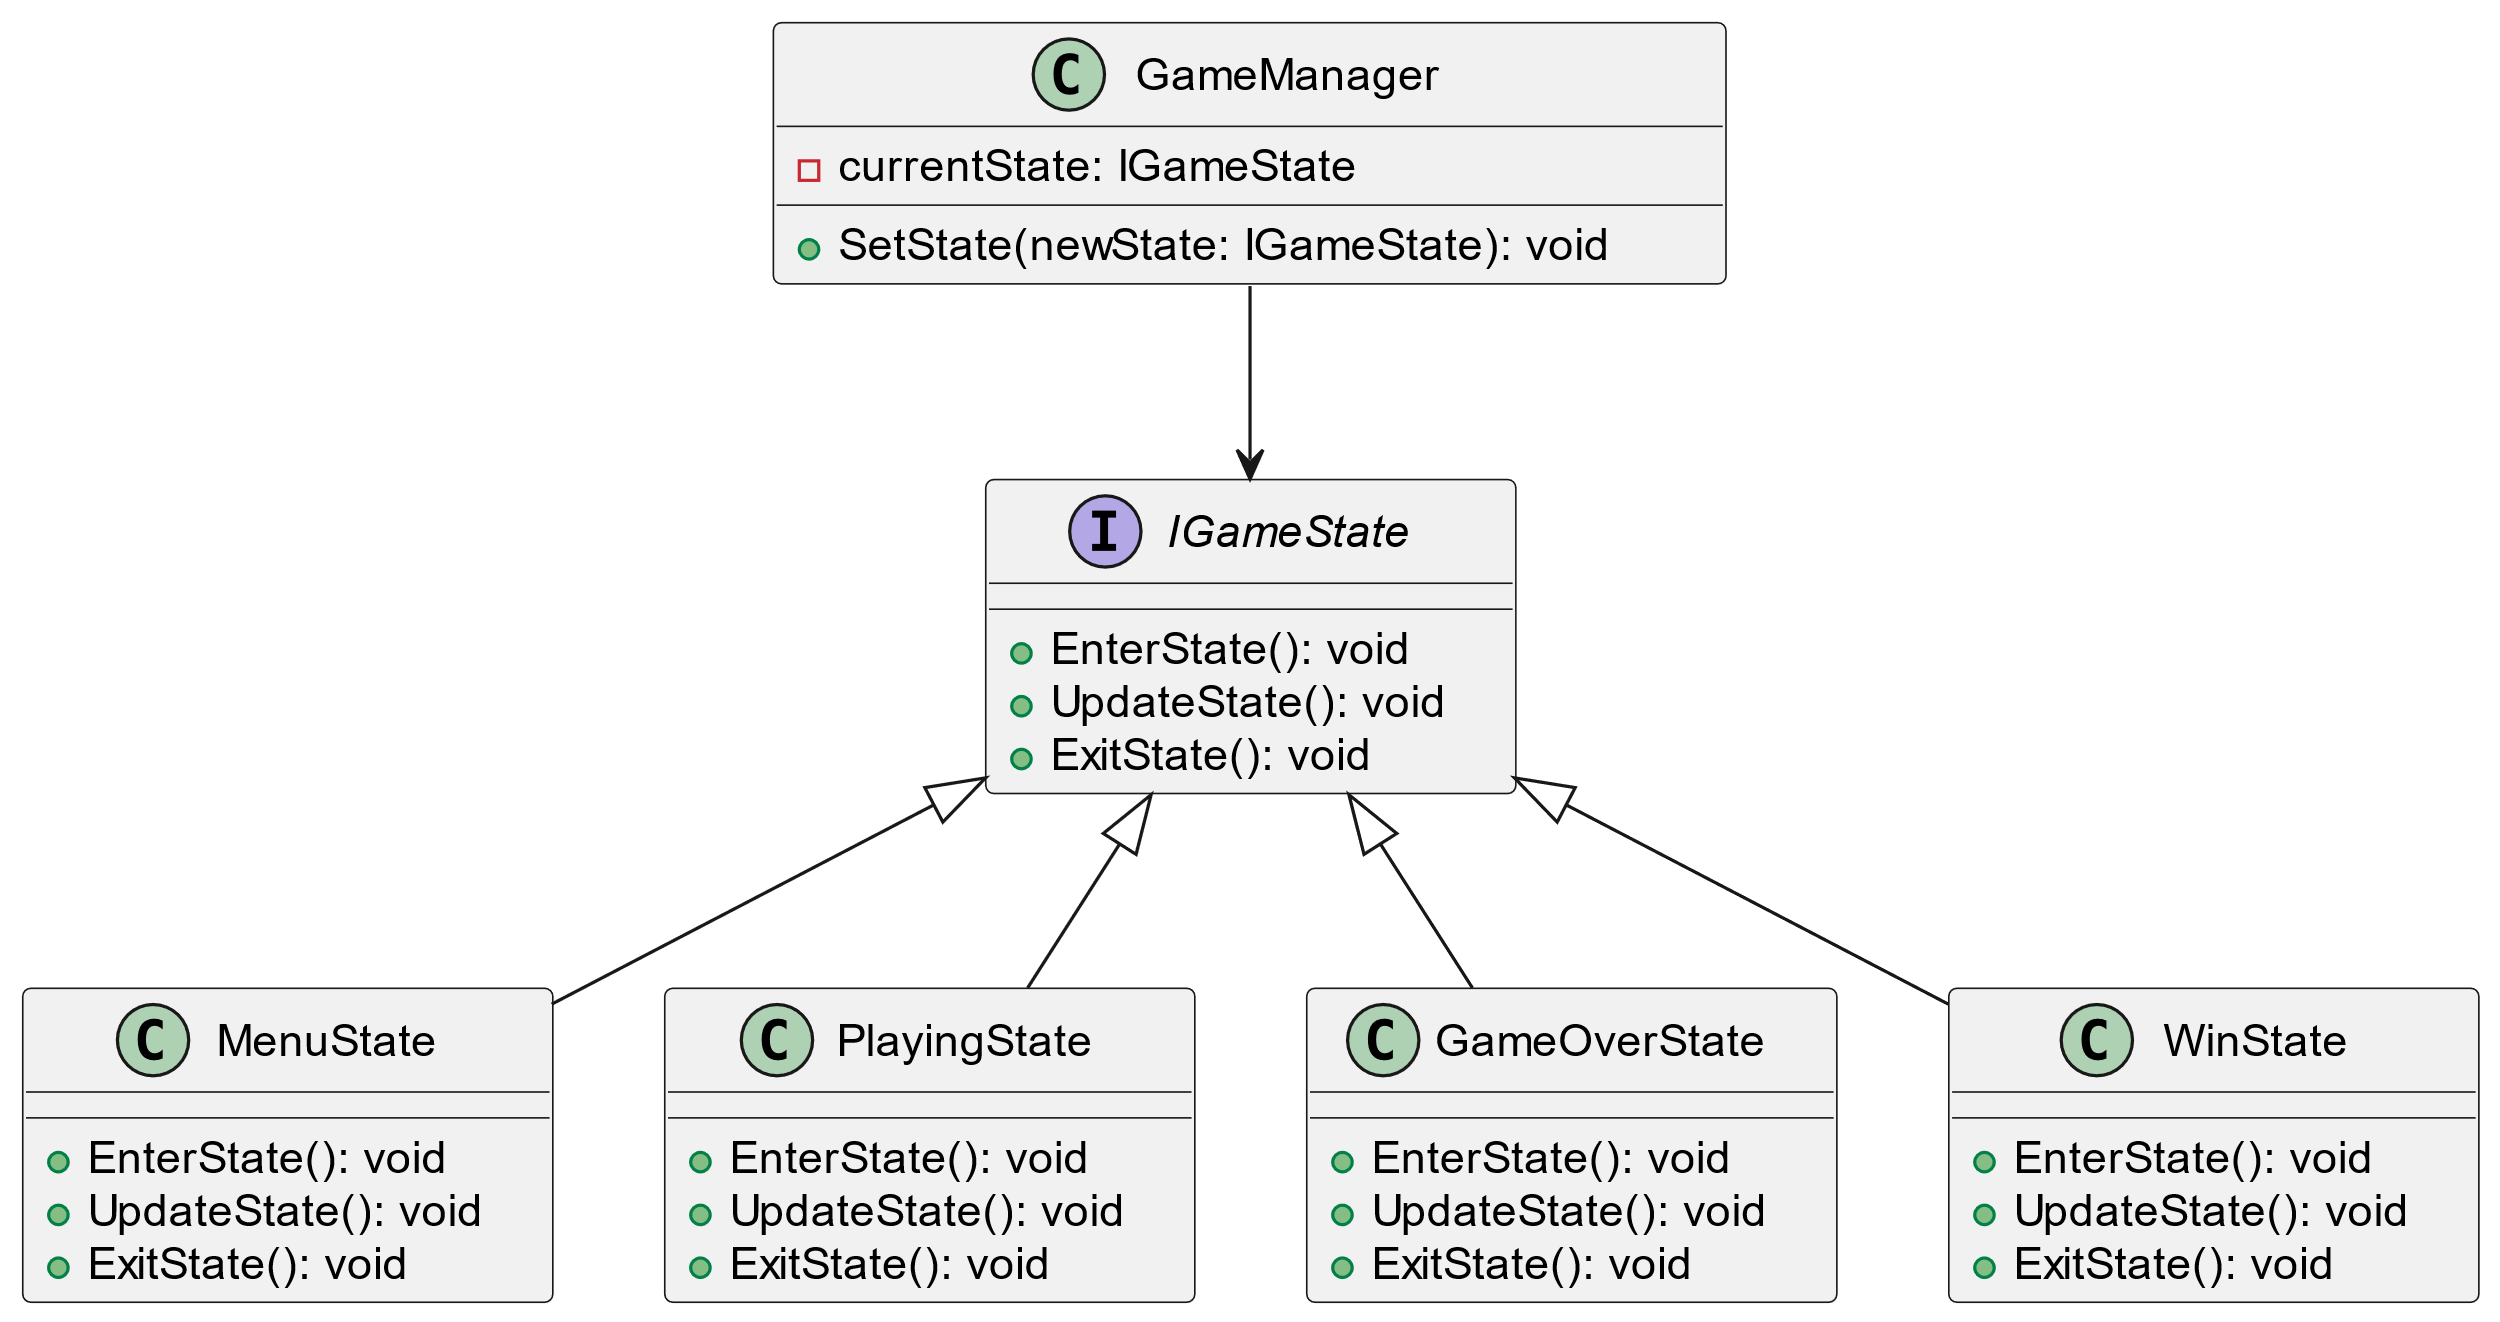 C GameManager
currentState: IGameState
SetState(newState: IGameState): void
I IGameState
EnterState(): void
UpdateState(): void
ExitState(): void
C MenuState
EnterState(): void
UpdateState(): void
ExitState(): void
C PlayingState
EnterState(): void
UpdateState(): void
ExitState(): void
C GameOverState
EnterState(): void
UpdateState(): void
ExitState(): void
C WinState
EnterState(): void
UpdateState(): void
ExitState(): void